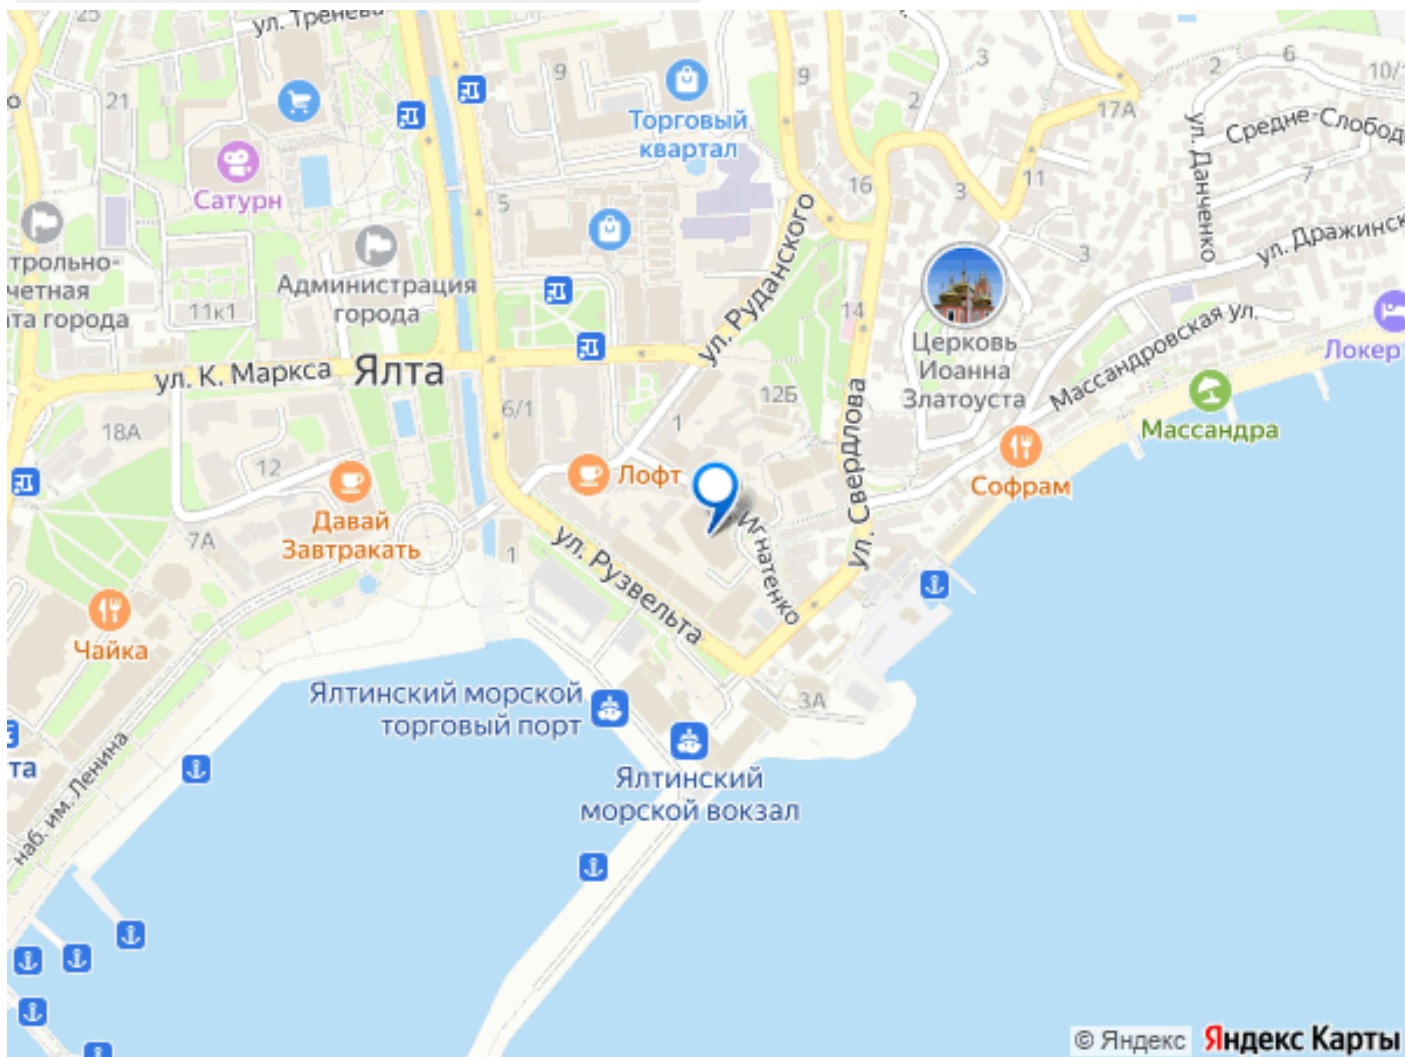 ул. Тренева
21
9
9
3
2
6
2
10/1
17А
Торговый
квартал
ул. Данченко
Средне-Слободс
Сатурн
5
16
3
11
7
ул. Рудакского
3
ул. Дражинск
трольно-
четная
та города
11к1
Администрация
города
14
Церковь
Иоанна
Златоуста
Массандровская ул.
Локер
ул. К. Маркса
Ялта
6/1
1
12Б
ул. Свердлова
Массандра
18А
12
Лофт
Софрам
Давай
Завтракать
7А
1
Игнатенко
ул. Рузвельта
Чайка
Ялтинский морской
торговый порт
3А
та
наб. им. Ленина
Ялтинский
морской вокзал
© Яндекс Яндекс Карты